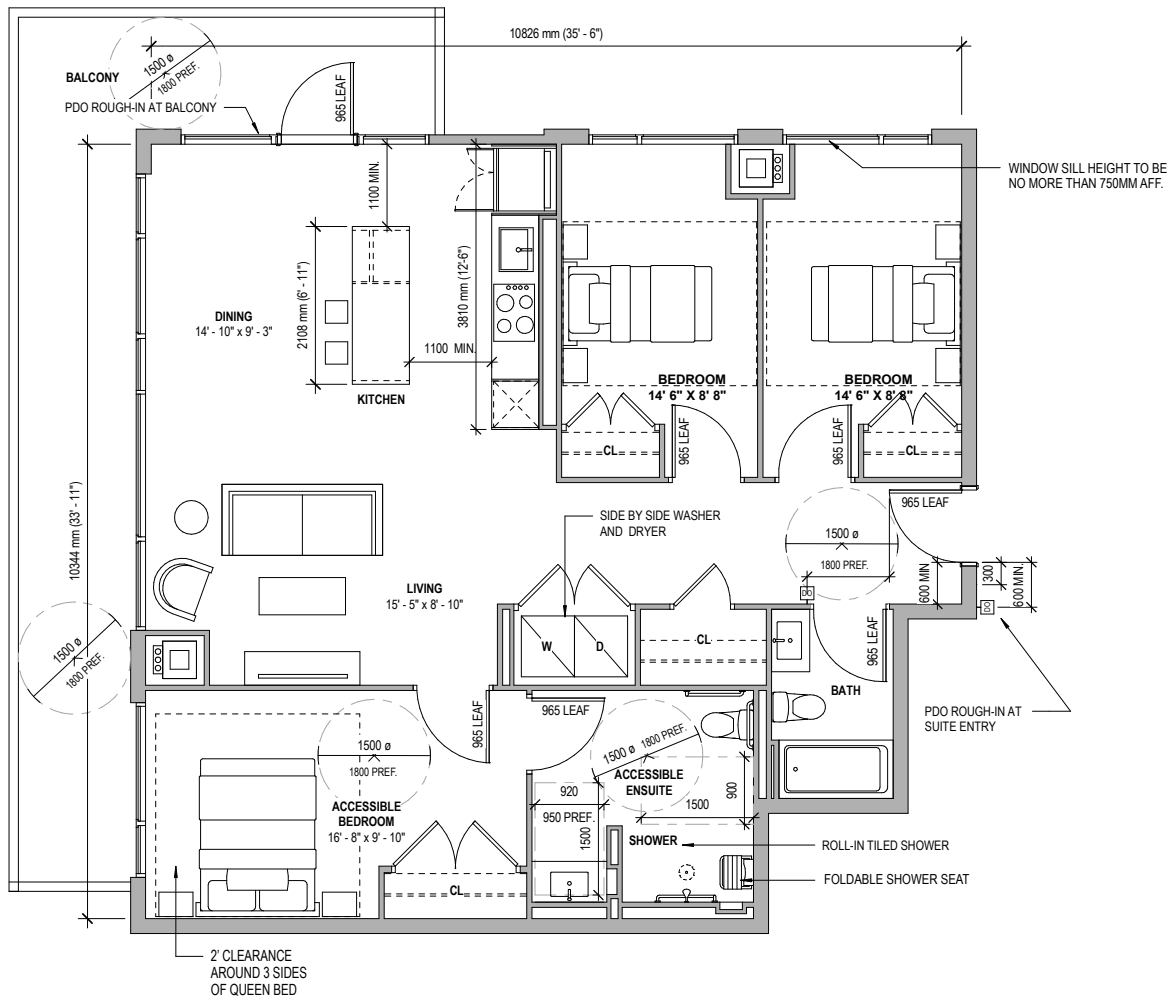 10826 mm (35' - 6")
1500 ø
1800 PREF.
BALCONY
PDO ROUGH-IN AT BALCONY
965 LEAF
WINDOW SILL HEIGHT TO BE
NO MORE THAN 750MM AFF.
1100 MIN.
3810 mm (12'-6")
2108 mm (6' - 11")
DINING
14' - 10" x 9' - 3"
1100 MIN.
KITCHEN
BEDROOM
14' 6" X 8' 8"
BEDROOM
14' 6" X 8' 8"
CL
965 LEAF
965 LEAF
CL
10344 mm (33' - 11")
965 LEAF
SIDE BY SIDE WASHER
AND DRYER
1500 ø
1800 PREF.
600 MIN
300
600 MIN.
DO
DO
LIVING
15' - 5" x 8' - 10"
W
D
CL
965 LEAF
1500 ø
1800 PREF.
BATH
PDO ROUGH-IN AT
SUITE ENTRY
965 LEAF
965 LEAF
1500 ø
1800 PREF.
1500 ø 1800 PREF.
ACCESSIBLE
ENSUITE
900
1500
ACCESSIBLE
BEDROOM
16' - 8" x 9' - 10"
920
950 PREF.
1500
SHOWER
ROLL-IN TILED SHOWER
FOLDABLE SHOWER SEAT
CL
2' CLEARANCE
AROUND 3 SIDES
OF QUEEN BED